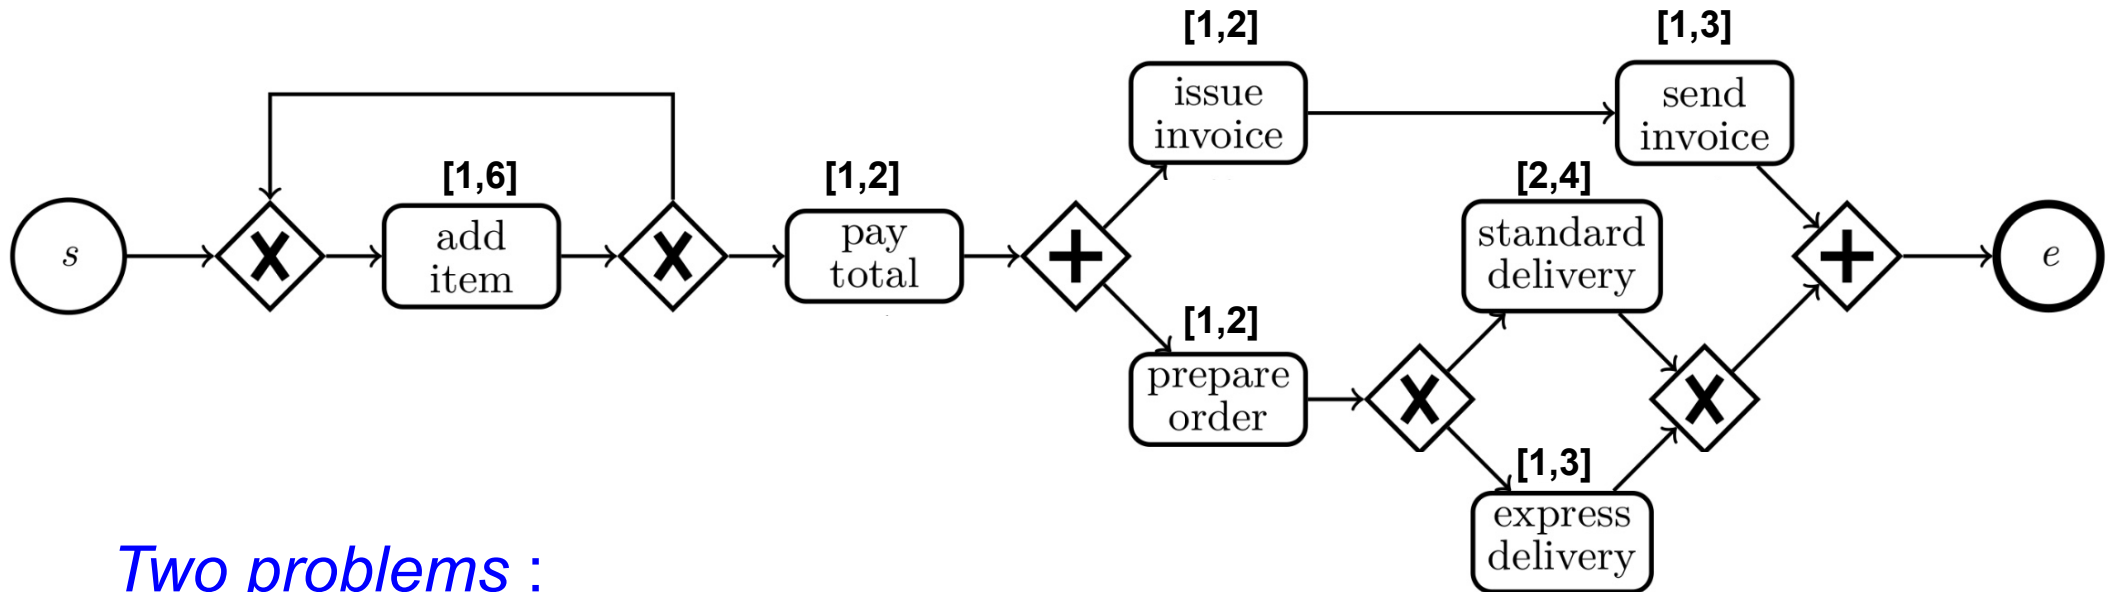 [1,2]
issue
invoice
[1,3]
send
invoice
s
X
[1,6]
add
item
X
[1,2]
pay
total
+
[2,4]
standard
delivery
+
e
[1,2]
prepare
order
X
X
[1,3]
express
delivery
Two problems :